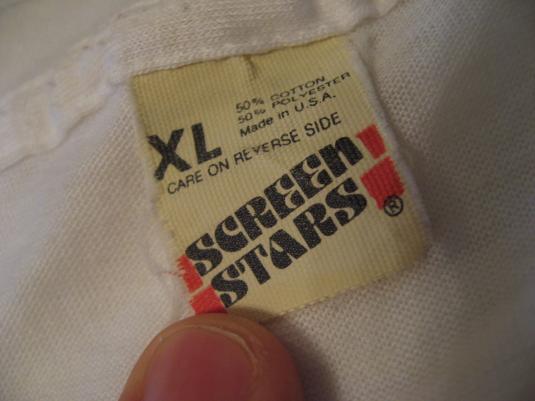 50% COTTON
50% POLYESTER
Made in U.S.A.
XL
CARE ON REVERSE SIDE
SCREEN
STARS
®